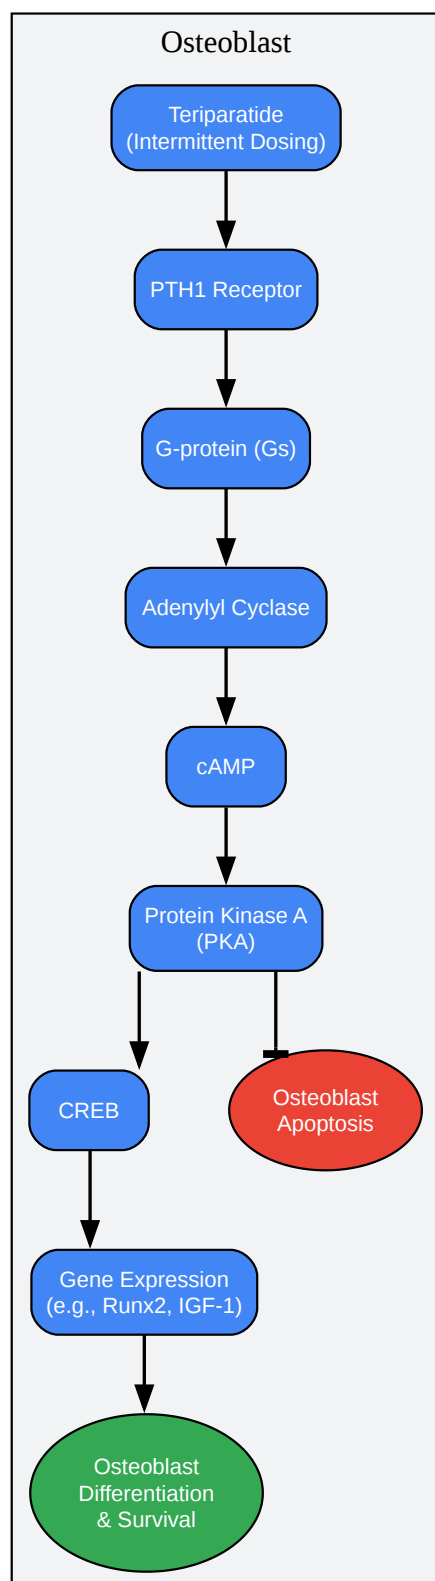 Osteoblast
Teriparatide
(Intermittent Dosing)
PTH1 Receptor
G-protein (Gs)
Adenylyl Cyclase
cAMP
Protein Kinase A
(PKA)
CREB
Osteoblast
Apoptosis
Gene Expression
(e.g., Runx2, IGF-1)
Osteoblast
Differentiation
& Survival